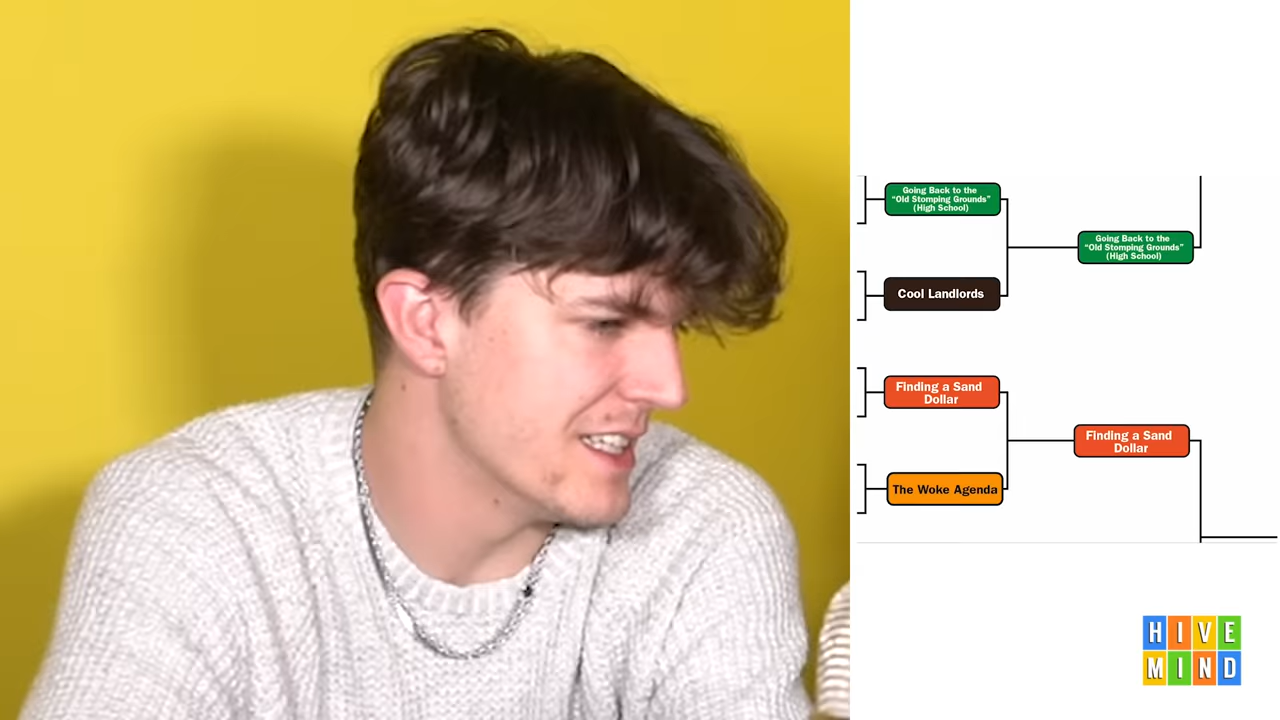 Going Back to the
“Old Stomping Grounds”
(High School)
Going Back to the
“Old Stomping Grounds”
(High School)
Cool Landlords
Finding a Sand
Dollar
Finding a Sand
Dollar
The Woke Agenda
HIVE
MIND